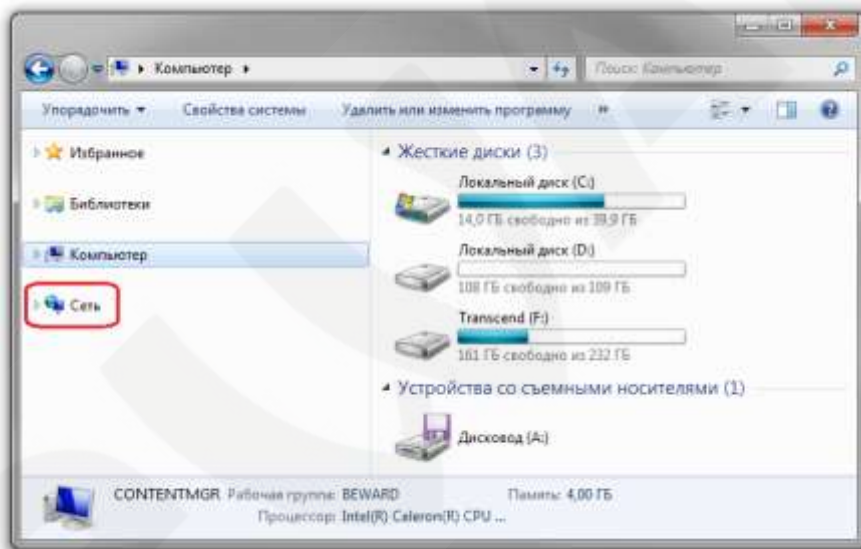 Компьютер
Поиск: Компьютер
Упорядочить
Свойства системы
Удалить или изменить программу
»
Избранное
Библиотеки
Компьютер
Сеть
Жесткие диски (3)
Локальный диск (C:)
14,0 ГБ свободно из 39,9 ГБ
Локальный диск (D:)
108 ГБ свободно из 109 ГБ
Transcend (F:)
161 ГБ свободно из 232 ГБ
Устройства со съемными носителями (1)
Дисковод (A:)
CONTENTMGR Рабочая группа: BEWARD Память: 4,00 ГБ
Процессор: Intel(R) Celeron(R) CPU ...